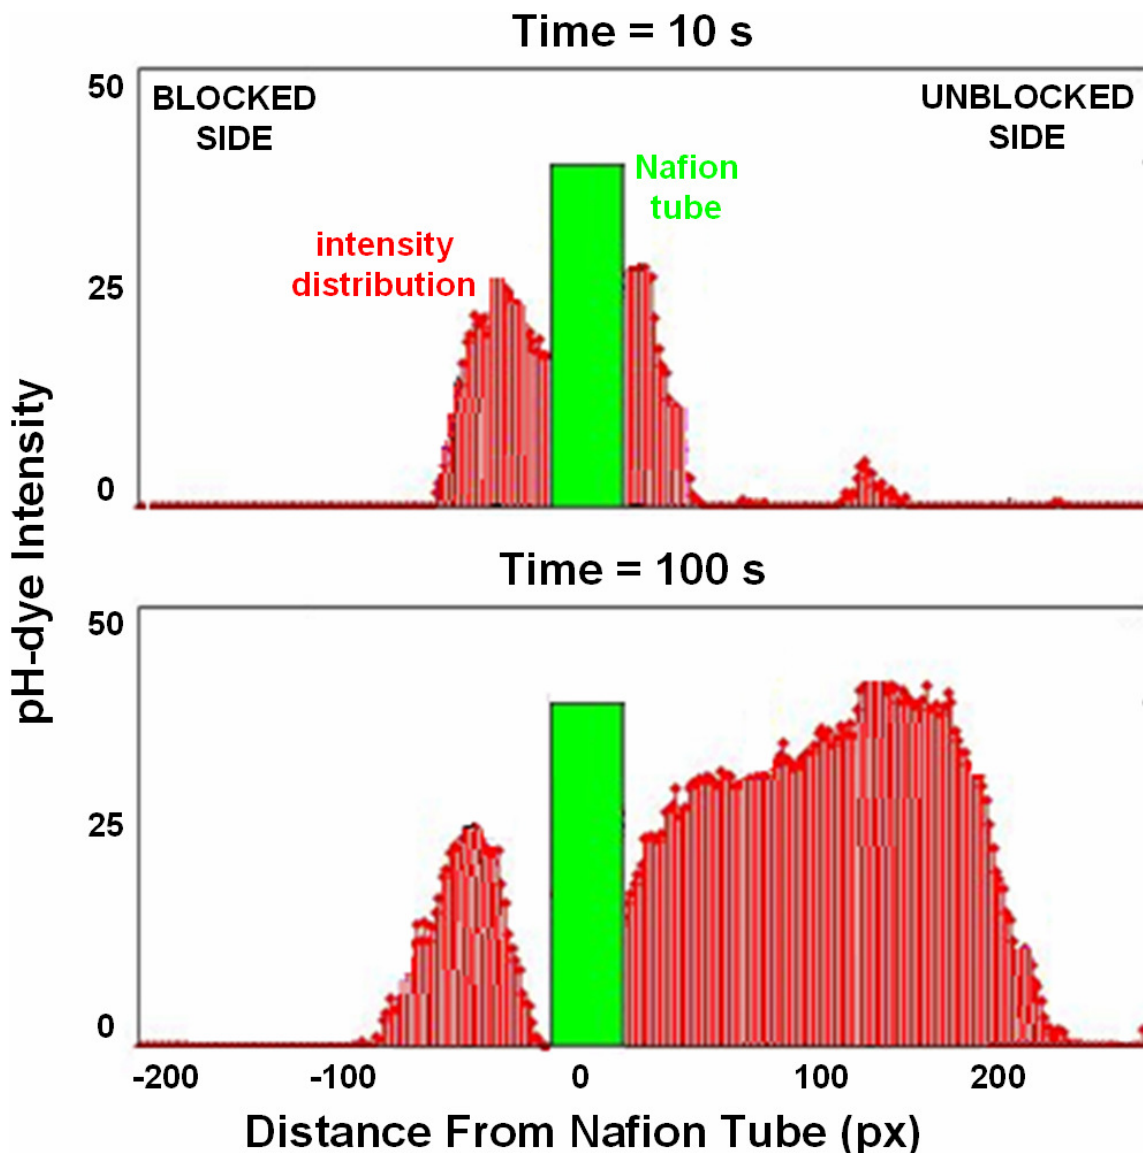 Time = 10 s
50
BLOCKED
SIDE
UNBLOCKED
SIDE
Nafion
tube
intensity
distribution
25
0
pH-dye Intensity
Time = 100 s
50
25
0
-200 -100 0 100 200
Distance From Nafion Tube (px)